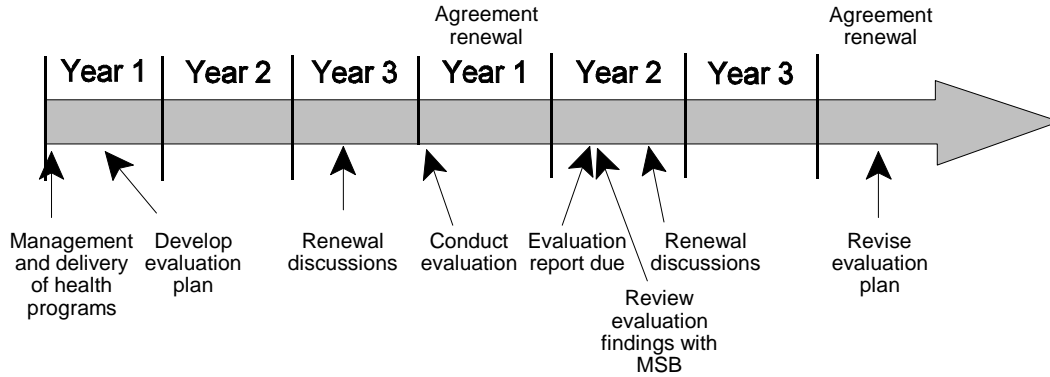 Agreement
renewal
Agreement
renewal
Year 1
Year 2
Year 3
Year 1
Year 2
Year 3
Management
and delivery
of health
programs
Develop
evaluation
plan
Renewal
discussions
Conduct
evaluation
Evaluation
report due
Review
evaluation
findings with
MSB
Renewal
discussions
Revise
evaluation
plan